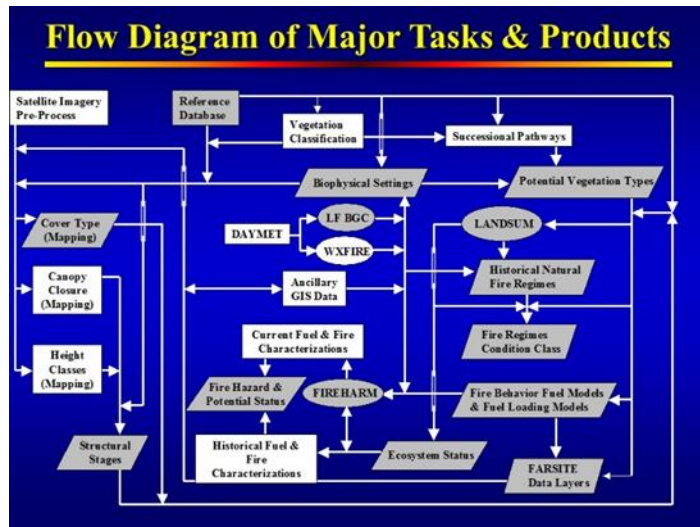 Flow Diagram of Major Tasks & Products
Satellite Imagery
Pre-Process
Reference
Database
Vegetation
Classification
Successional Pathways
Biophysical Settings
Potential Vegetation Types
Cover Type
(Mapping)
DAYMET
LF BGC
WXFIRE
LANDSUM
Canopy
Closure
(Mapping)
Ancillary
GIS Data
Historical Natural
Fire Regimes
Current Fuel & Fire
Characterizations
Fire Regimes
Condition Class
Height
Classes
(Mapping)
Fire Hazard &
Potential Status
FIREHARM
Fire Behavior Fuel Models
& Fuel Loading Models
Structural
Stages
Historical Fuel &
Fire
Characterizations
Ecosystem Status
FARSITE
Data Layers